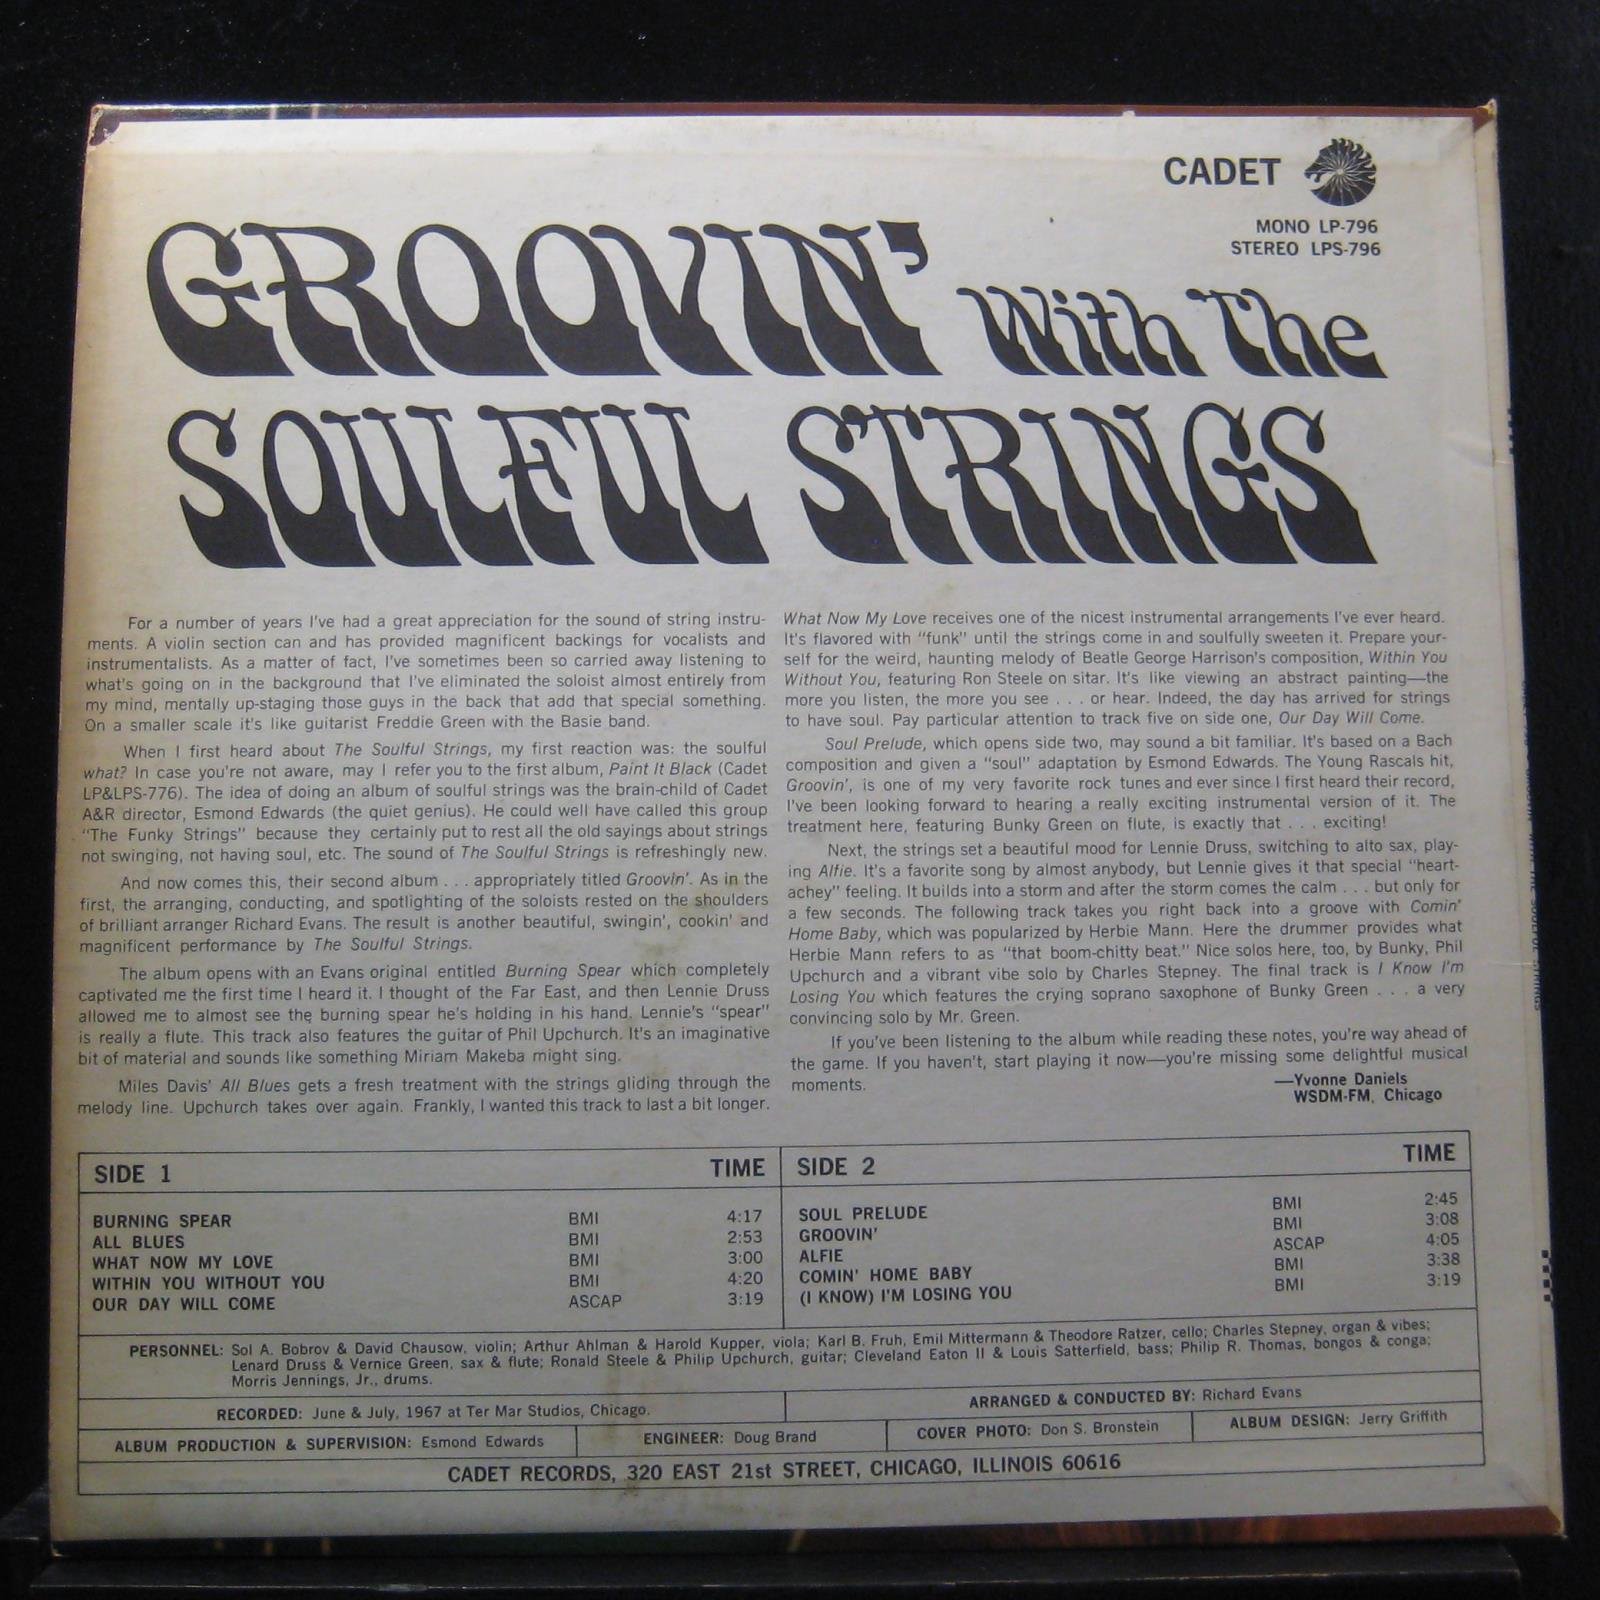 CADET
MONO LP-796
STEREO LPS-796
GROOVIN' With The
SOULFUL STRINGS
For a number of years I've had a great appreciation for the sound of string instru-
ments. A violin section can and has provided magnificent backings for vocalists and
instrumentalists. As a matter of fact, I've sometimes been so carried away listening to
what's going on in the background that I've eliminated the soloist almost entirely from
my mind, mentally up-staging those guys in the back that add that special something.
On a smaller scale it's like guitarist Freddie Green with the Basie band.
When I first heard about The Soulful Strings, my first reaction was: the soulful
what? In case you're not aware, may I refer you to the first album, Paint It Black (Cadet
LP&LPS-776). The idea of doing an album of soulful strings was the brain-child of Cadet
A&R director, Esmond Edwards (the quiet genius). He could well have called this group
"The Funky Strings" because they certainly put to rest all the old sayings about strings
not swinging, not having soul, etc. The sound of The Soulful Strings is refreshingly new.
And now comes this, their second album . . . appropriately titled Groovin'. As in the
first, the arranging, conducting, and spotlighting of the soloists rested on the shoulders
of brilliant arranger Richard Evans. The result is another beautiful, swingin', cookin' and
magnificent performance by The Soulful Strings.
The album opens with an Evans original entitled Burning Spear which completely
captivated me the first time I heard it. I thought of the Far East, and then Lennie Druss
allowed me to almost see the burning spear he's holding in his hand. Lennie's "spear"
is really a flute. This track also features the guitar of Phil Upchurch. It's an imaginative
bit of material and sounds like something Miriam Makeba might sing.
Miles Davis' All Blues gets a fresh treatment with the strings gliding through the
melody line. Upchurch takes over again. Frankly, I wanted this track to last a bit longer.
What Now My Love receives one of the nicest instrumental arrangements I've ever heard.
It's flavored with "funk" until the strings come in and soulfully sweeten it. Prepare your-
self for the weird, haunting melody of Beatle George Harrison's composition, Within You
Without You, featuring Ron Steele on sitar. It's like viewing an abstract painting—the
more you listen, the more you see . . . or hear. Indeed, the day has arrived for strings
to have soul. Pay particular attention to track five on side one, Our Day Will Come.
Soul Prelude, which opens side two, may sound a bit familiar. It's based on a Bach
composition and given a "soul" adaptation by Esmond Edwards. The Young Rascals hit,
Groovin', is one of my very favorite rock tunes and ever since I first heard their record,
I've been looking forward to hearing a really exciting instrumental version of it. The
treatment here, featuring Bunky Green on flute, is exactly that . . . exciting!
Next, the strings set a beautiful mood for Lennie Druss, switching to alto sax, play-
ing Alfie. It's a favorite song by almost anybody, but Lennie gives it that special "heart-
achey" feeling. It builds into a storm and after the storm comes the calm . . . but only for
a few seconds. The following track takes you right back into a groove with Comin'
Home Baby, which was popularized by Herbie Mann. Here the drummer provides what
Herbie Mann refers to as "that boom-chitty beat." Nice solos here, too, by Bunky, Phil
Upchurch and a vibrant vibe solo by Charles Stepney. The final track is I Know I'm
Losing You which features the crying soprano saxophone of Bunky Green . . . a very
convincing solo by Mr. Green.
If you've been listening to the album while reading these notes, you're way ahead of
the game. If you haven't, start playing it now—you're missing some delightful musical
moments.
—Yvonne Daniels
WSDM-FM, Chicago
SIDE 1 TIME
BURNING SPEAR BMI 4:17
ALL BLUES BMI 2:53
WHAT NOW MY LOVE BMI 3:00
WITHIN YOU WITHOUT YOU BMI 4:20
OUR DAY WILL COME ASCAP 3:19
SIDE 2 TIME
SOUL PRELUDE BMI 2:45
GROOVIN' BMI 3:08
ALFIE ASCAP 4:05
COMIN' HOME BABY BMI 3:38
(I KNOW) I'M LOSING YOU BMI 3:19
PERSONNEL: Sol A. Bobrov & David Chausow, violin; Arthur Ahlman & Harold Kupper, viola; Karl B. Fruh, Emil Mittermann & Theodore Ratzer, cello; Charles Stepney, organ & vibes;
Lenard Druss & Vernice Green, sax & flute; Ronald Steele & Philip Upchurch, guitar; Cleveland Eaton II & Louis Satterfield, bass; Philip R. Thomas, bongos & conga;
Morris Jennings, Jr., drums.
RECORDED: June & July, 1967 at Ter Mar Studios, Chicago. ARRANGED & CONDUCTED BY: Richard Evans
ALBUM PRODUCTION & SUPERVISION: Esmond Edwards ENGINEER: Doug Brand COVER PHOTO: Don S. Bronstein ALBUM DESIGN: Jerry Griffith
CADET RECORDS, 320 EAST 21st STREET, CHICAGO, ILLINOIS 60616